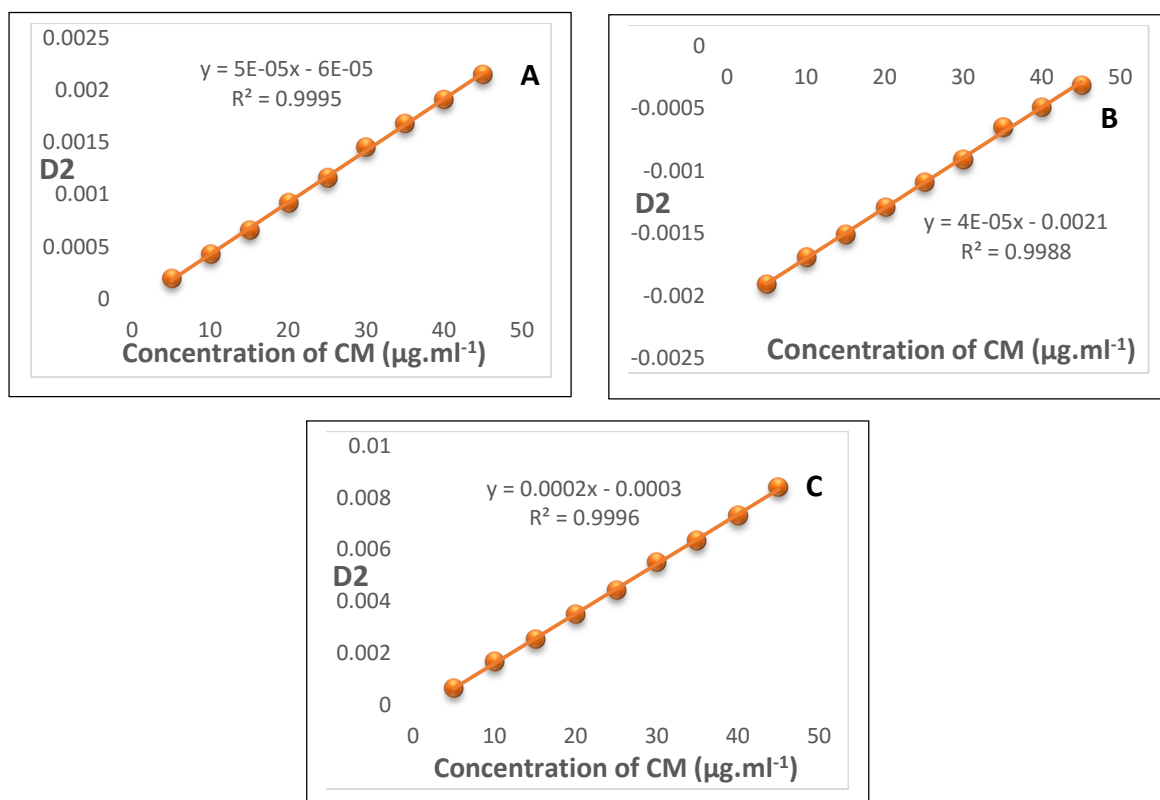 0.0025
y = 5E-05x - 6E-05
R² = 0.9995
A
0.002
0.0015
D2
0.001
0.0005
0
0 10 20 30 40 50
Concentration of CM (µg.ml⁻¹)
0
0 10 20 30 40 50
-0.0005
B
-0.001
D2
-0.0015
y = 4E-05x - 0.0021
R² = 0.9988
-0.002
-0.0025
Concentration of CM (µg.ml⁻¹)
0.01
y = 0.0002x - 0.0003
R² = 0.9996
C
0.008
0.006
D2
0.004
0.002
0
0 10 20 30 40 50
Concentration of CM (µg.ml⁻¹)